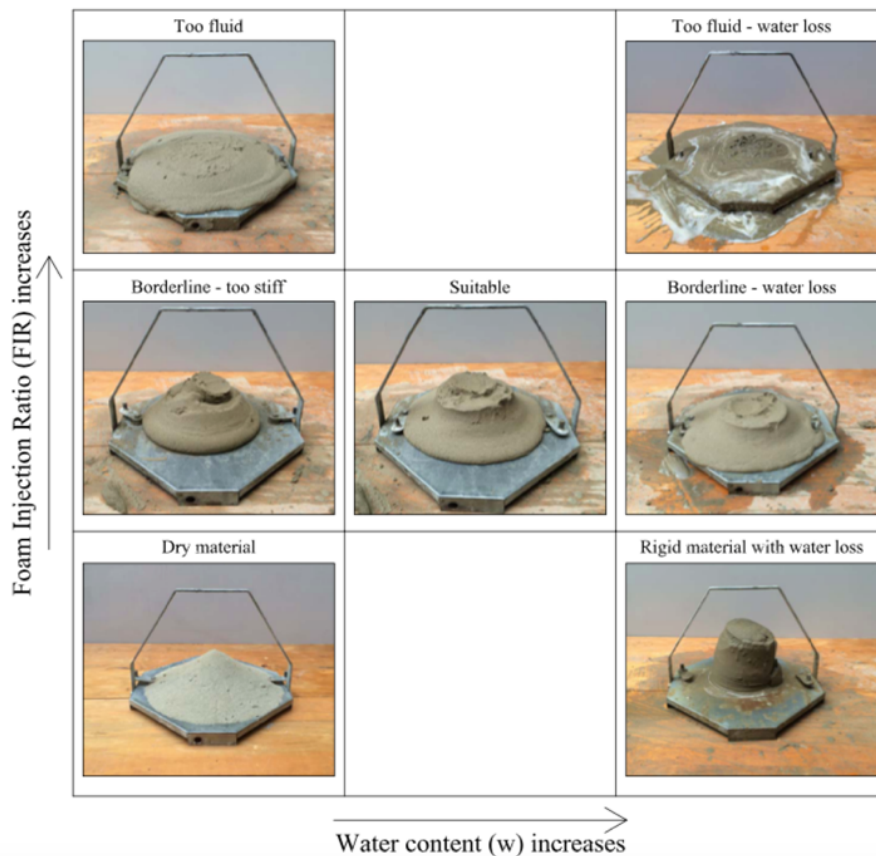 Too fluid
Too fluid - water loss
Borderline - too stiff
Suitable
Borderline - water loss
Dry material
Rigid material with water loss
Foam Injection Ratio (FIR) increases
Water content (w) increases